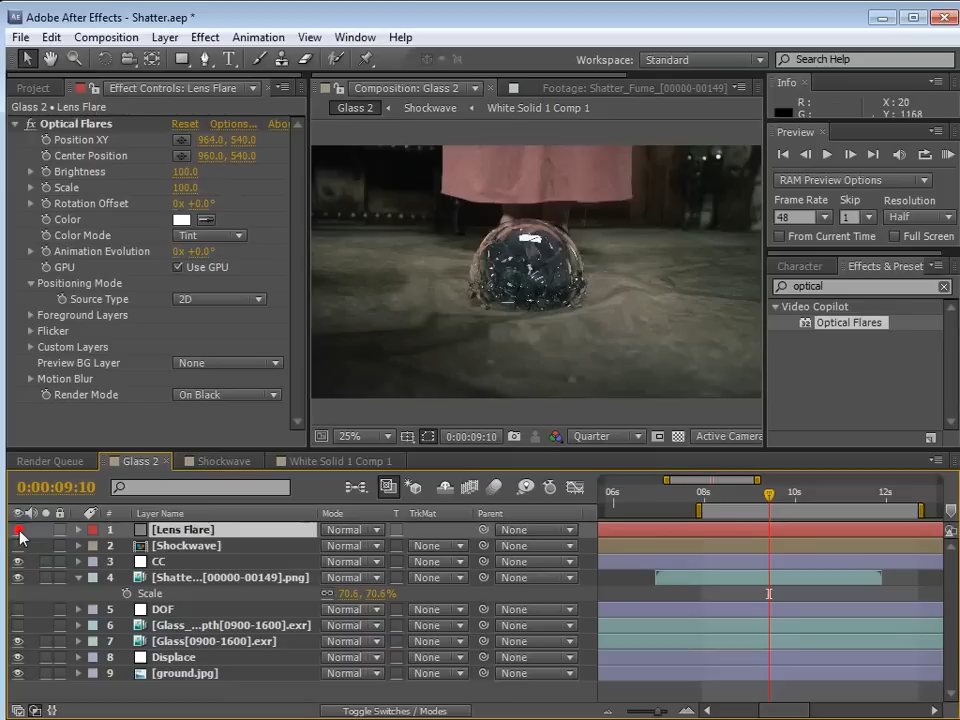 Adobe After Effects - Shatter.aep *
File Edit Composition Layer Effect Animation View Window Help
Workspace: Standard Search Help
Project Effect Controls: Lens Flare
Glass 2 • Lens Flare
fx Optical Flares Reset Options... Abo
Position XY 964.0, 540.0
Center Position 960.0, 540.0
Brightness 100.0
Scale 100.0
Rotation Offset 0x +0.0°
Color
Color Mode Tint
Animation Evolution 0x +0.0°
GPU Use GPU
Positioning Mode
Source Type 2D
Foreground Layers
Flicker
Custom Layers
Preview BG Layer None
Motion Blur
Render Mode On Black
Composition: Glass 2 Footage: Shatter_Fume_[00000-00149]
Glass 2 Shockwave White Solid 1 Comp 1
25% 0:00:09:10 Quarter Active Camera
Info
R : X : 20
G : Y : 1168
Preview
RAM Preview Options
Frame Rate Skip Resolution
48 1 Half
From Current Time Full Screen
Character Effects & Preset
optical
Video Copilot
32 Optical Flares
Render Queue Glass 2 Shockwave White Solid 1 Comp 1
0:00:09:10
06s 08s 10s 12s
# Layer Name Mode T TrkMat Parent
1 [Lens Flare] Normal None
2 [Shockwave] Normal None None
3 CC Normal None None
4 [Shatte...[00000-00149].png] Normal None None
Scale 70.6, 70.6%
5 DOF Normal None None
6 [Glass_...pth[0900-1600].exr] Normal None None
7 [Glass[0900-1600].exr] Normal None None
8 Displace Normal None None
9 [ground.jpg] Normal None None
Toggle Switches / Modes